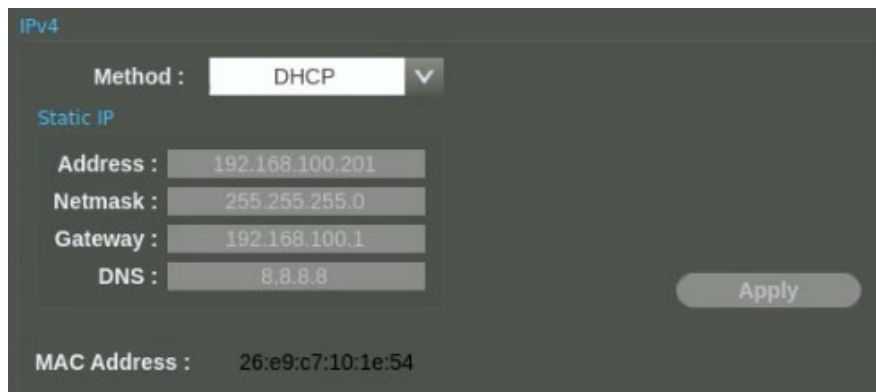 IPv4
Method : DHCP
Static IP
Address : 192.168.100.201
Netmask : 255.255.255.0
Gateway : 192.168.100.1
DNS : 8.8.8.8
Apply
MAC Address : 26:e9:c7:10:1e:54